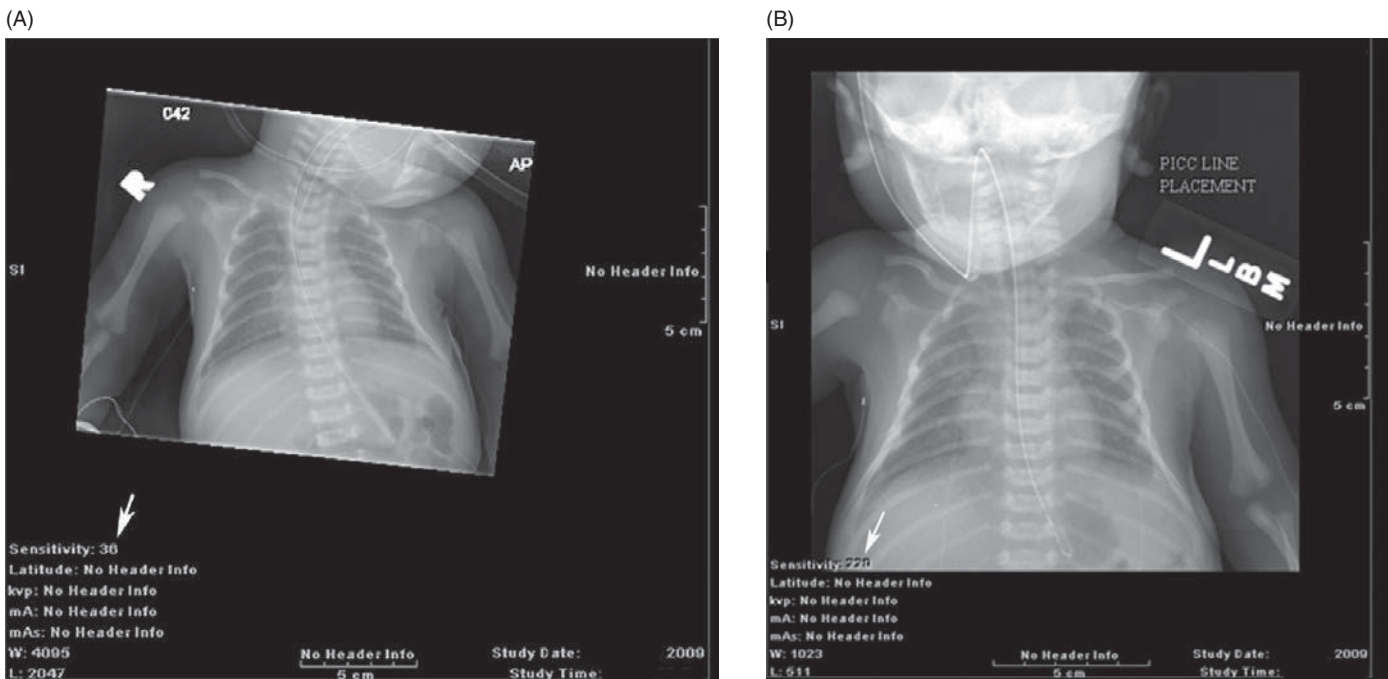 (A)
(B)
042
R
AP
SI
No Header Info
5 cm
Sensitivity: 36
Latitude: No Header Info
kvp: No Header Info
mA: No Header Info
mAs: No Header Info
W: 4095
L: 2047
No Header Info
5 cm
Study Date: 2009
Study Time:
PICC LINE
PLACEMENT
L LBM
SI
No Header Info
5 cm
Sensitivity: 220
Latitude: No Header Info
kvp: No Header Info
mA: No Header Info
mAs: No Header Info
W: 1023
L: 511
No Header Info
5 cm
Study Date: 2009
Study Time: